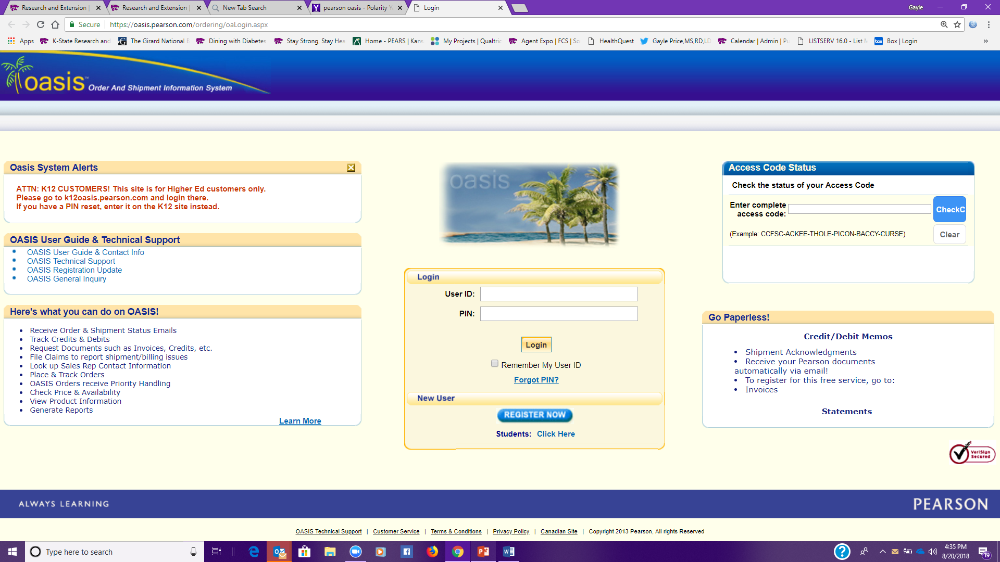 Research and Extension |
Research and Extension |
New Tab Search
pearson oasis - Polarity Y
Login
Gayle
Secure
https://oasis.pearson.com/ordering/oaLogin.aspx
Apps
K-State Research and
The Girard National
Dining with Diabetes
Stay Strong, Stay Hea
Home - PEARS | Kans
My Projects | Qualtric
Agent Expo | FCS | So
HealthQuest
Gayle Price,MS,RD,LD
Calendar | Admin | Pu
LISTSERV 16.0 - List
box
Box | Login
»
oasis™ Order And Shipment Information System
Oasis System Alerts
ATTN: K12 CUSTOMERS! This site is for Higher Ed customers only.
Please go to k12oasis.pearson.com and login there.
If you have a PIN reset, enter it on the K12 site instead.
OASIS User Guide & Technical Support
• OASIS User Guide & Contact Info
• OASIS Technical Support
• OASIS Registration Update
• OASIS General Inquiry
Here's what you can do on OASIS!
• Receive Order & Shipment Status Emails
• Track Credits & Debits
• Request Documents such as Invoices, Credits, etc.
• File Claims to report shipment/billing issues
• Look up Sales Rep Contact Information
• Place & Track Orders
• OASIS Orders receive Priority Handling
• Check Price & Availability
• View Product Information
• Generate Reports
Learn More
oasis
Login
User ID:
PIN:
Login
Remember My User ID
Forgot PIN?
New User
REGISTER NOW
Students: Click Here
Access Code Status
Check the status of your Access Code
Enter complete
access code:
CheckC
(Example: CCFSC-ACKEE-THOLE-PICON-BACCY-CURSE)
Clear
Go Paperless!
Credit/Debit Memos
• Shipment Acknowledgments
• Receive your Pearson documents
automatically via email!
• To register for this free service, go to:
• Invoices
Statements
VeriSign
Secured
ALWAYS LEARNING
PEARSON
OASIS Technical Support | Customer Service | Terms & Conditions | Privacy Policy | Canadian Site | Copyright 2013 Pearson, All rights Reserved
Type here to search
4:35 PM
8/20/2018
19